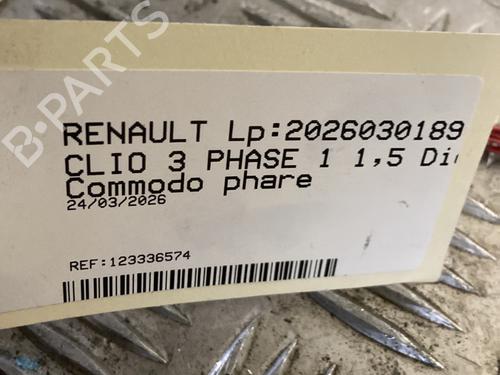 B-PARTS
RENAULT Lp:2026030189
CLIO 3 PHASE 1 1,5 Di
Commodo phare
24/03/2026
REF:123336574